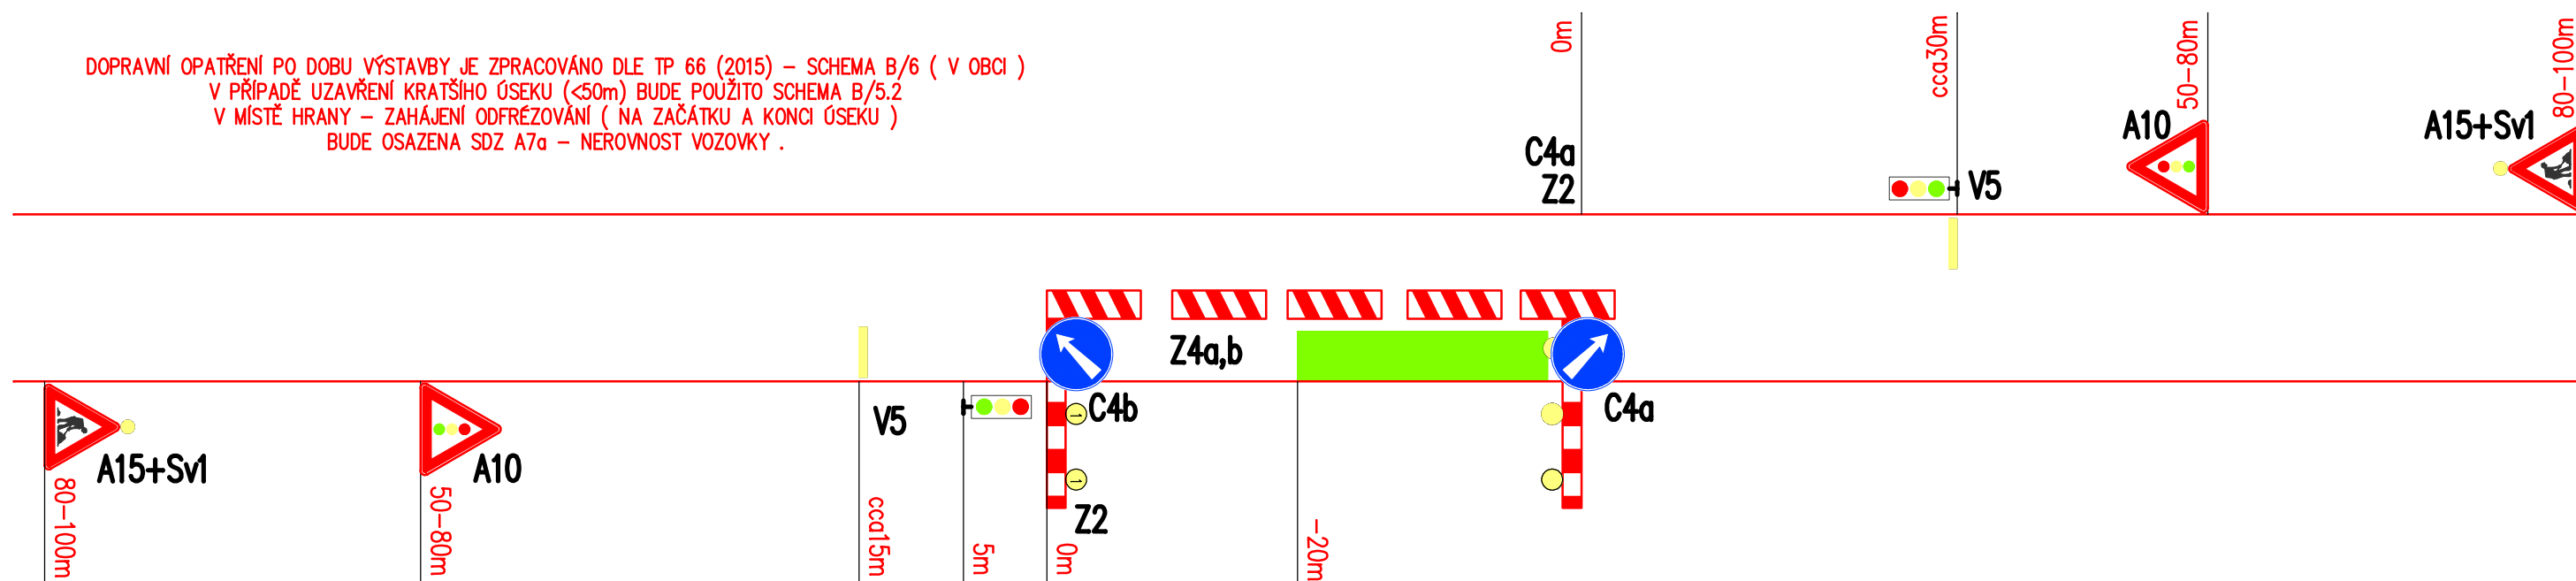 DOPRAVNÍ OPATŘENÍ PO DOBU VÝSTAVBY JE ZPRACOVÁNO DLE TP 66 (2015) – SCHEMA B/6 ( V OBCI )
V PŘÍPADĚ UZAVŘENÍ KRATŠÍHO ÚSEKU (<50m) BUDE POUŽITO SCHEMA B/5.2
V MÍSTĚ HRANY – ZAHÁJENÍ ODFRÉZOVÁNÍ ( NA ZAČÁTKU A KONCI ÚSEKU )
BUDE OSAZENA SDZ A7a – NEROVNOST VOZOVKY .
0m
cca30m
50-80m
80-100m
C4a
Z2
V5
A10
A15+Sv1
Z4a,b
A15+Sv1
A10
V5
1
C4b
1
Z2
C4a
80-100m
50-80m
cca15m
5m
0m
-20m